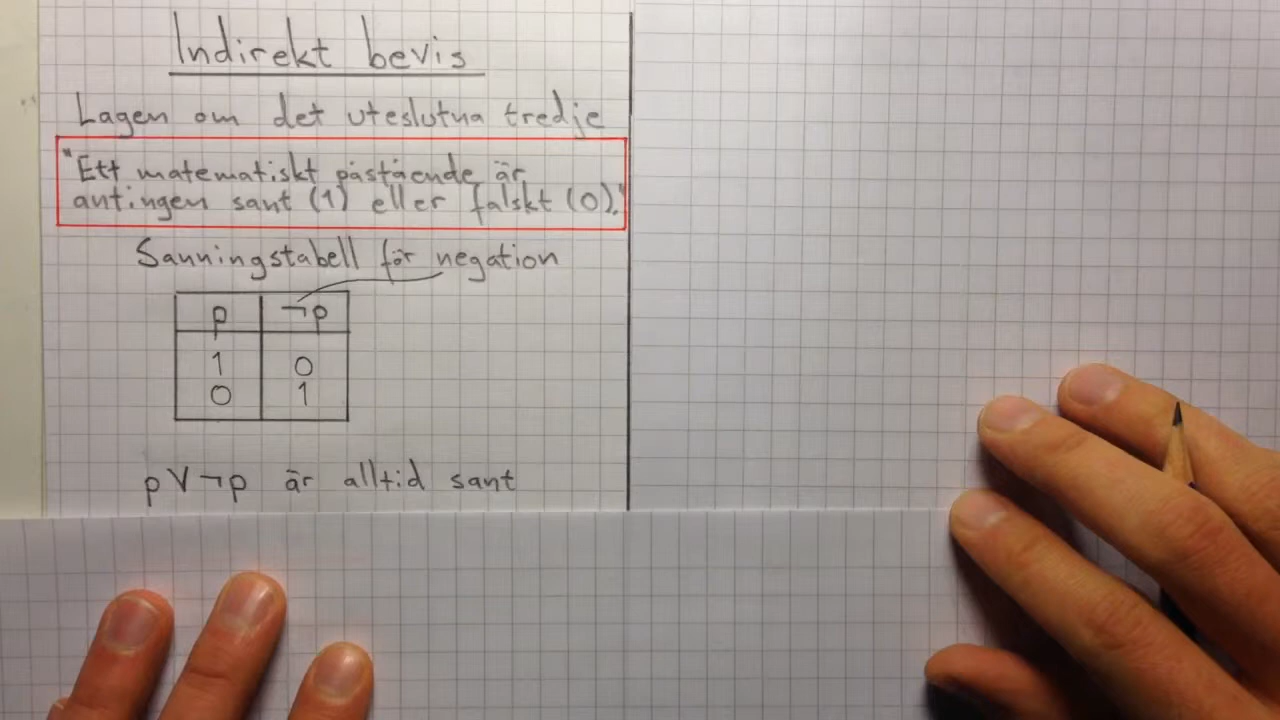 Indirekt bevis
Lagen om det uteslutna tredje
"Ett matematiskt påstående är
antingen sant (1) eller falskt (0)."
Sanningstabell för negation
p ¬p
1 0
0 1
p V ¬p är alltid sant